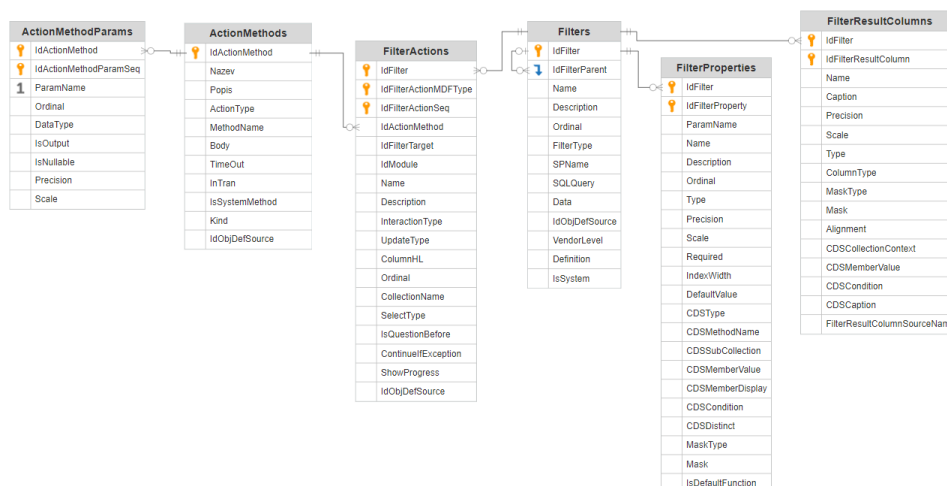 ActionMethodParams
IdActionMethod
IdActionMethodParamSeq
1 ParamName
Ordinal
DataType
IsOutput
IsNullable
Precision
Scale
ActionMethods
IdActionMethod
Nazev
Popis
ActionType
MethodName
Body
TimeOut
InTran
IsSystemMethod
Kind
IdObjDefSource
FilterActions
IdFilter
IdFilterActionMDFType
IdFilterActionSeq
IdActionMethod
IdFilterTarget
IdModule
Name
Description
InteractionType
UpdateType
ColumnHL
Ordinal
CollectionName
SelectType
IsQuestionBefore
ContinueIfException
ShowProgress
IdObjDefSource
Filters
IdFilter
IdFilterParent
Name
Description
Ordinal
FilterType
SPName
SQLQuery
Data
IdObjDefSource
VendorLevel
Definition
IsSystem
FilterProperties
IdFilter
IdFilterProperty
ParamName
Name
Description
Ordinal
Type
Precision
Scale
Required
IndexWidth
DefaultValue
CDSType
CDSMethodName
CDSSubCollection
CDSMemberValue
CDSMemberDisplay
CDSCondition
CDSDistinct
MaskType
Mask
IsDefaultFunction
FilterResultColumns
IdFilter
IdFilterResultColumn
Name
Caption
Precision
Scale
Type
ColumnType
MaskType
Mask
Alignment
CDSCollectionContext
CDSMemberValue
CDSCondition
CDSCaption
FilterResultColumnSourceNam